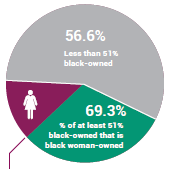 56.6%
Less than 51%
black-owned
69.3%
% of at least 51%
black-owned that is
black woman-owned